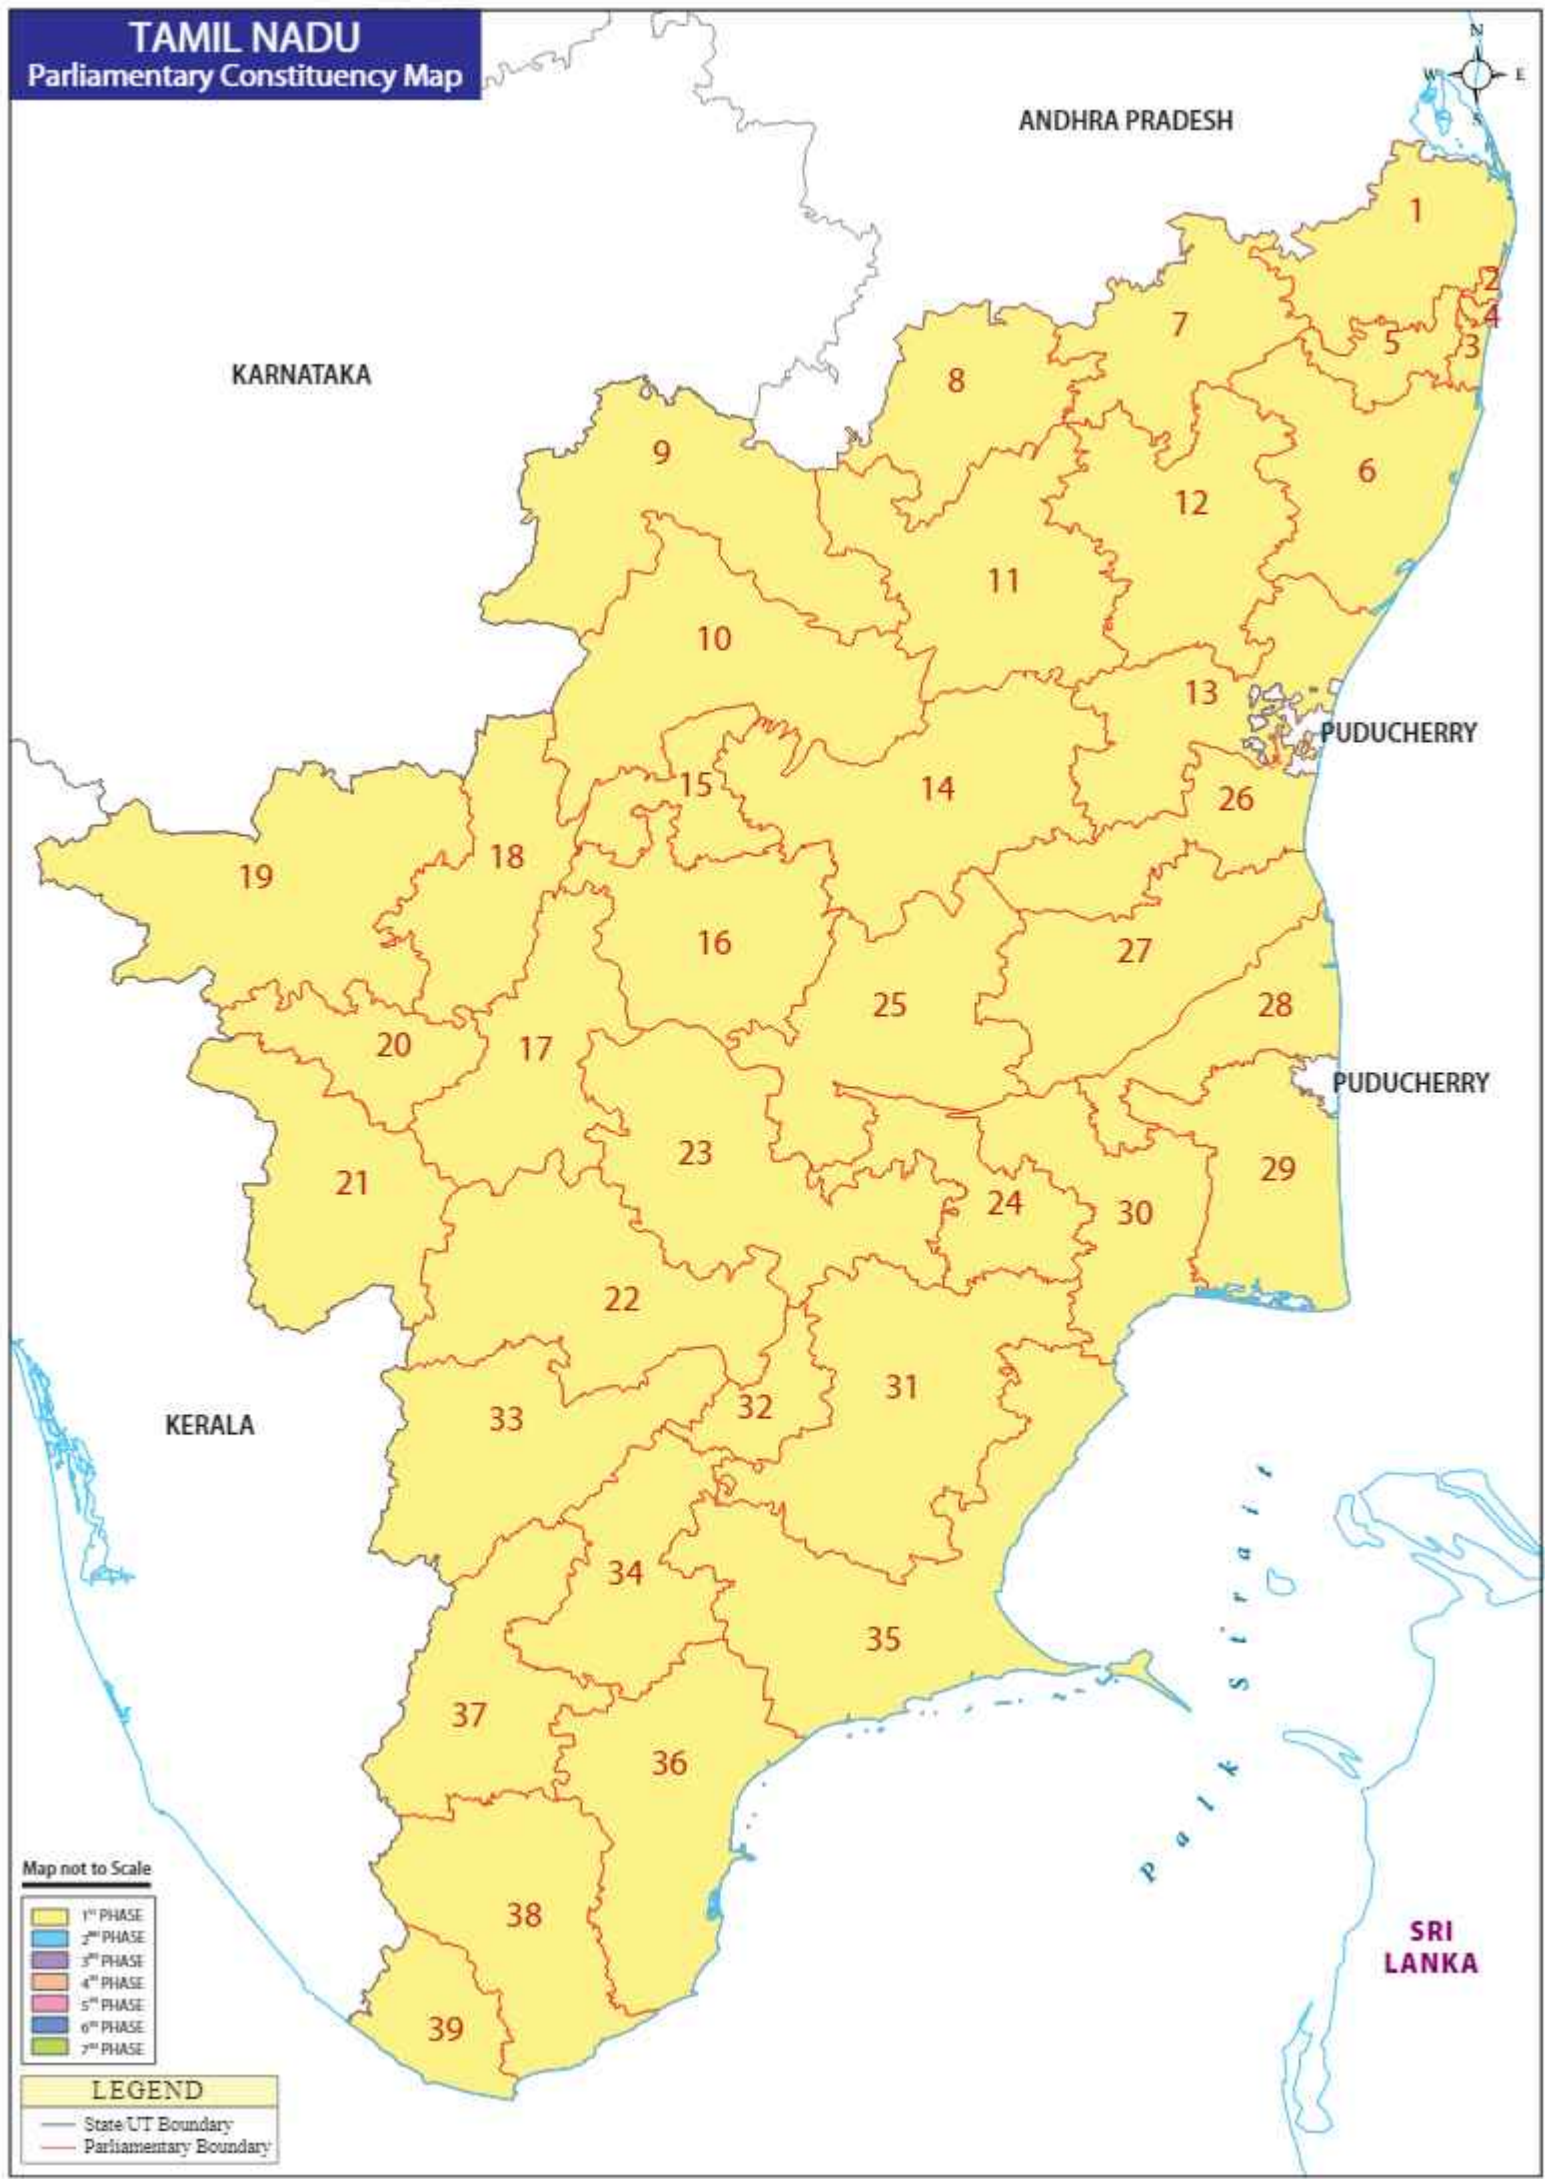 TAMIL NADU
Parliamentary Constituency Map
N
W E
S
ANDHRA PRADESH
KARNATAKA
1
2
4
7
5
3
8
9
6
12
11
10
13
PUDUCHERRY
15
14
26
18
19
16
27
25
28
20
17
PUDUCHERRY
23
29
21
24
30
22
31
32
33
KERALA
34
35
Palk Strait
37
36
38
SRI
LANKA
39
Map not to Scale
1ST PHASE
2ND PHASE
3RD PHASE
4TH PHASE
5TH PHASE
6TH PHASE
7TH PHASE
LEGEND
State/UT Boundary
Parliamentary Boundary